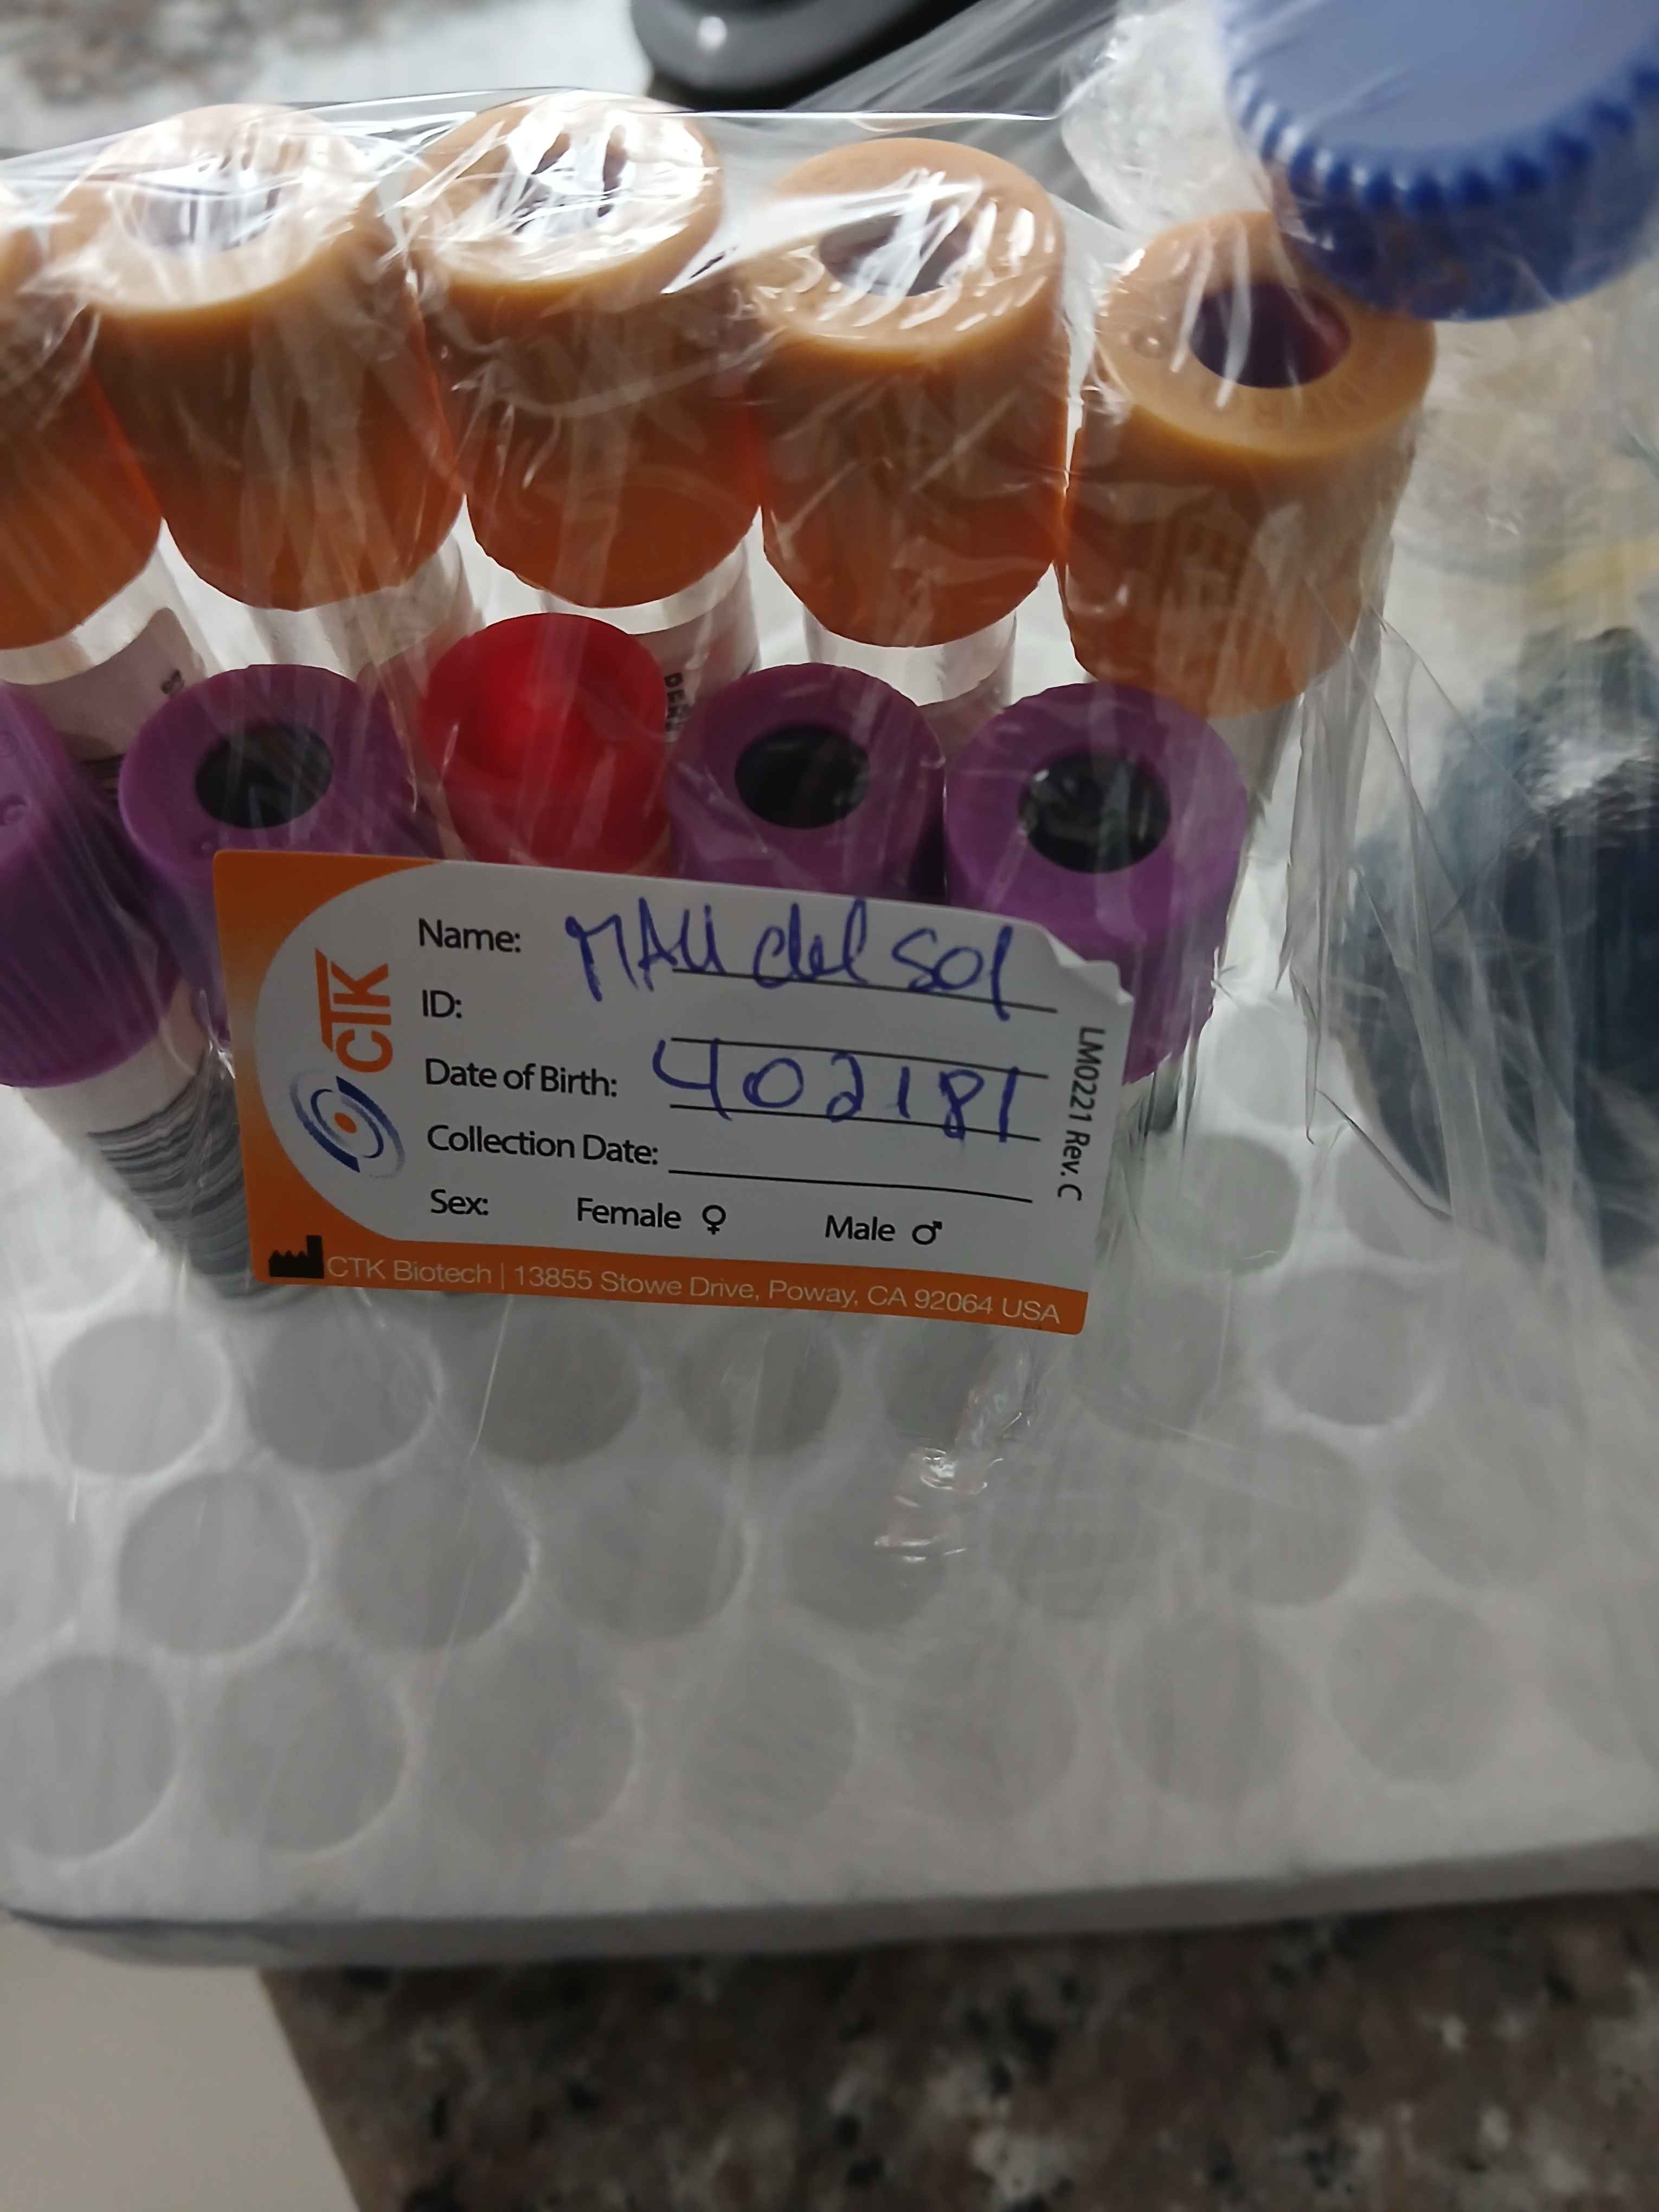 CTK
Name: MAU del sol
ID:
Date of Birth: 402181
Collection Date:
Sex: Female ♀ Male ♂
LM0221 Rev. C
CTK Biotech | 13855 Stowe Drive, Poway, CA 92064 USA